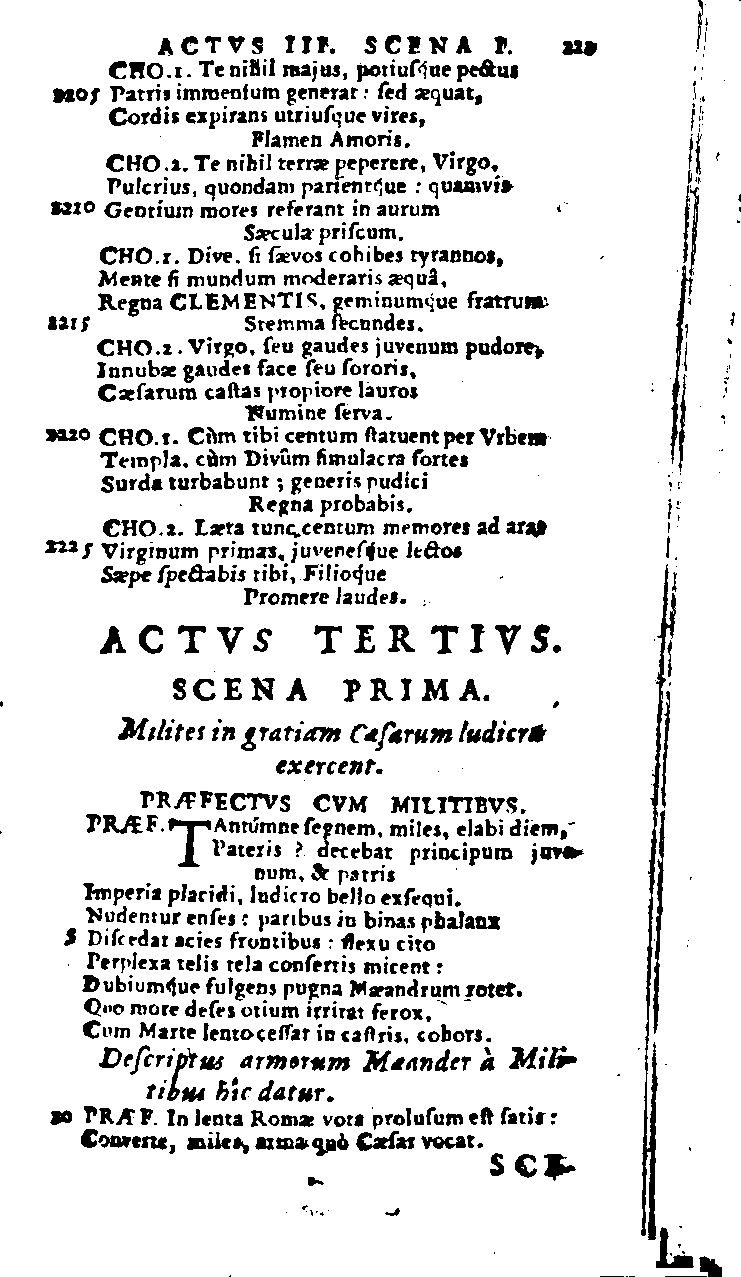 ACTVS III. SCENA I.
CHO.1. Te nihil majus, potiuſque pectus
2205 Patris immenſum generat : ſed æquat,
Cordis expirans utriuſque vires,
Flamen Amoris.
CHO.2. Te nihil terræ peperere, Virgo,
Pulcrius, quondam parientque : quamvis
2210 Gentium mores referant in aurum
Sæcula priſcum.
CHO.1. Dive, ſi ſævos cohibes tyrannos,
Mente ſi mundum moderaris æquâ,
Regna CLEMENTIS, geminumque fratrum
2215 Stemma ſecundes.
CHO.2. Virgo, ſeu gaudes juvenum pudore,
Innubæ gaudes face ſeu ſororis,
Cæſarum caſtas propiore lauros
Numine ſerva.
2220 CHO.1. Cùm tibi centum ſtatuent per Vrbem
Templa, cùm Divûm ſimulacra fortes
Surda turbabunt ; generis pudici
Regna probabis.
CHO.2. Læta tunc centum memores ad aras
2225 Virginum primas, juveneſque lectos
Sæpe ſpectabis tibi, Filioque
Promere laudes.
ACTVS TERTIVS.
SCENA PRIMA.
Milites in gratiam Cæſarum ludicra
exercent.
PRÆFECTVS CVM MILITIBVS.
PRÆF. TAntúmne ſegnem, miles, elabi diem,
Pateris ? decebat principum juve-
num, & patris
Imperia placidi, ludicro bello exſequi.
Nudentur enſes : paribus in binas phalanx
5 Diſcedat acies frontibus : flexu cito
Perplexa telis tela confertis micent :
Dubiumque fulgens pugna Mæandrum rotet.
Quo more deſes otium irritat ferox,
Cum Marte lento ceſſat in caſtris, cohors.
Deſcriptus armorum Mæander à Mili-
tibus hîc datur.
10 PRÆF. In lenta Romæ vota proluſum eſt ſatis :
Converte, miles, arma quò Cæſar vocat.
SCE-